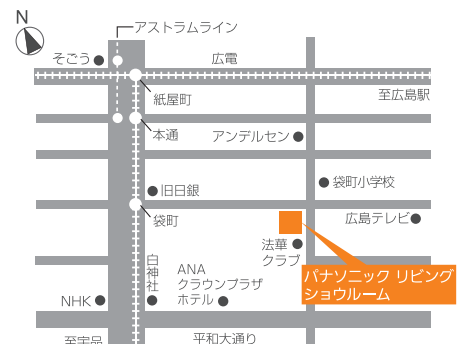 N
アストラムライン
そごう
広電
紙屋町
至広島駅
本通
アンデルセン
旧日銀
袋町小学校
袋町
広島テレビ
法華
クラブ
白神社
ANA
クラウンプラザ
ホテル
パナソニック リビング
ショウルーム
NHK
至宇品
平和大通り